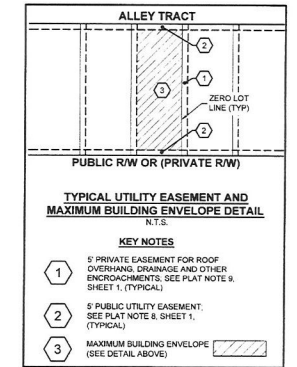 ALLEY TRACT
2
1
3
ZERO LOT
LINE (TYP)
2
PUBLIC R/W OR (PRIVATE R/W)
TYPICAL UTILITY EASEMENT AND
MAXIMUM BUILDING ENVELOPE DETAIL
N.T.S.
KEY NOTES
1
5' PRIVATE EASEMENT FOR ROOF
OVERHANG, DRAINAGE AND OTHER
ENCROACHMENTS, SEE PLAT NOTE 9,
SHEET 1, (TYPICAL)
2
5' PUBLIC UTILITY EASEMENT,
SEE PLAT NOTE 8, SHEET 1,
(TYPICAL)
3
MAXIMUM BUILDING ENVELOPE
(SEE DETAIL ABOVE)